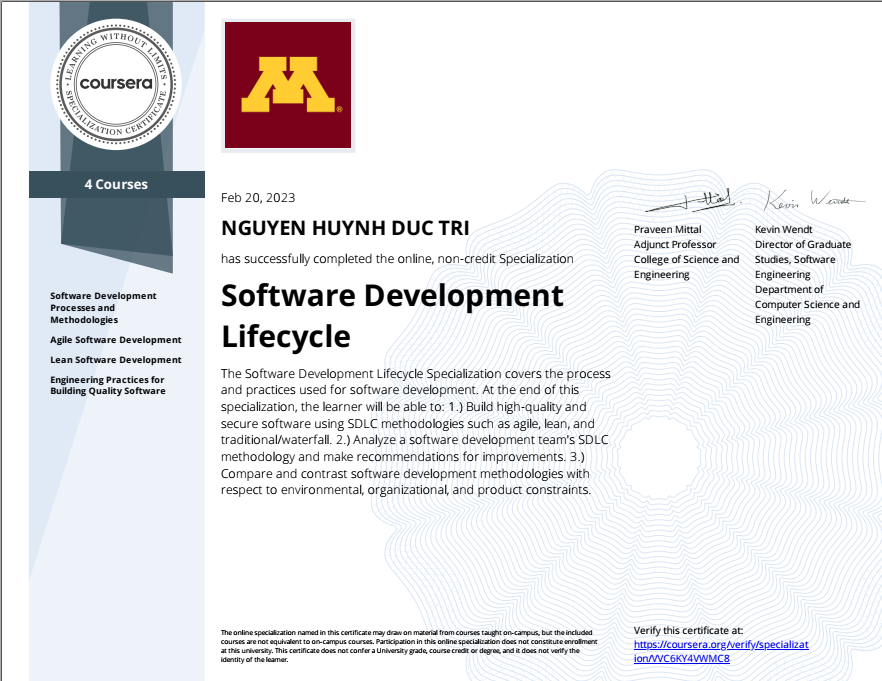 LEARNING WITHOUT LIMITS
coursera
SPECIALIZATION CERTIFICATE
4 Courses
Software Development
Processes and
Methodologies
Agile Software Development
Lean Software Development
Engineering Practices for
Building Quality Software
M®
Feb 20, 2023
NGUYEN HUYNH DUC TRI
has successfully completed the online, non-credit Specialization
Software Development
Lifecycle
The Software Development Lifecycle Specialization covers the process
and practices used for software development. At the end of this
specialization, the learner will be able to: 1.) Build high-quality and
secure software using SDLC methodologies such as agile, lean, and
traditional/waterfall. 2.) Analyze a software development team's SDLC
methodology and make recommendations for improvements. 3.)
Compare and contrast software development methodologies with
respect to environmental, organizational, and product constraints.
PMittal
Praveen Mittal
Adjunct Professor
College of Science and
Engineering
Kevin Wendt
Kevin Wendt
Director of Graduate
Studies, Software
Engineering
Department of
Computer Science and
Engineering
The online specialization named in this certificate may draw on material from courses taught on-campus, but the included
courses are not equivalent to on-campus courses. Participation in this online specialization does not constitute enrollment
at this university. This certificate does not confer a University grade, course credit or degree, and it does not verify the
identity of the learner.
Verify this certificate at:
https://coursera.org/verify/specializat
ion/VVC6KY4VWMC8